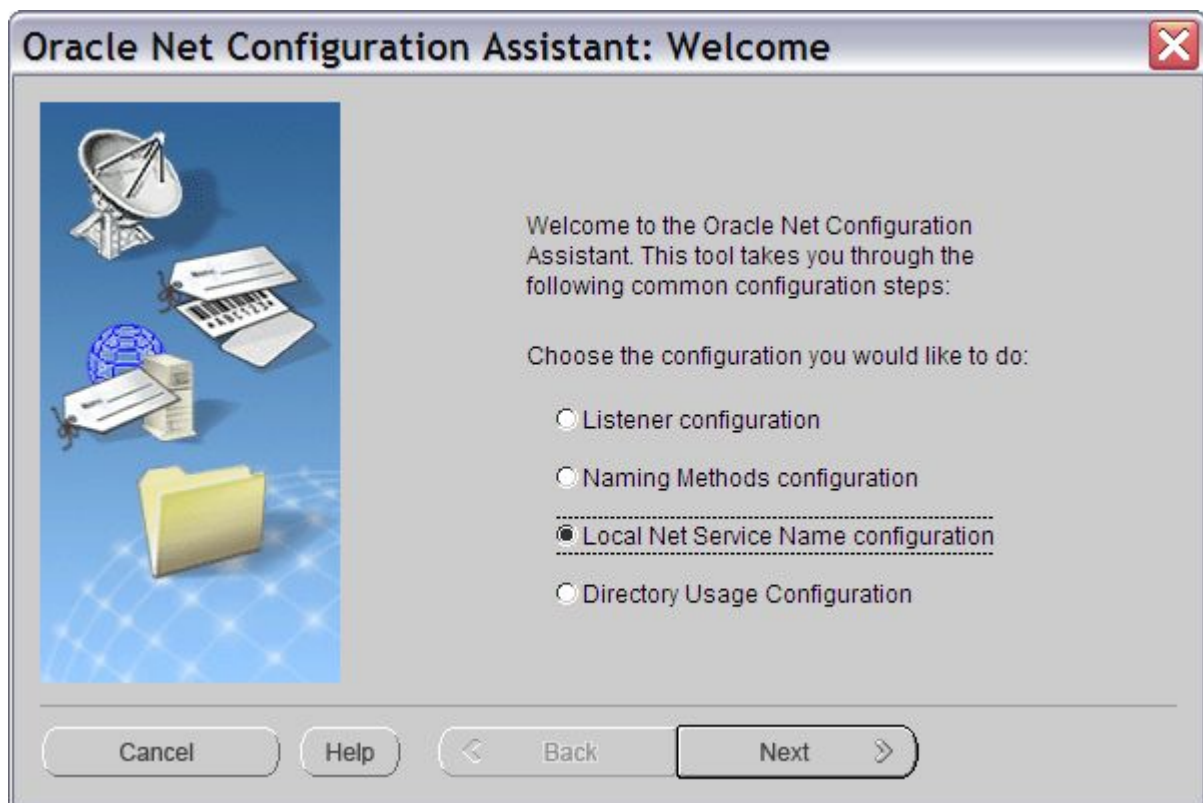 Oracle Net Configuration Assistant: Welcome
Welcome to the Oracle Net Configuration
Assistant. This tool takes you through the
following common configuration steps:
Choose the configuration you would like to do:
Listener configuration
Naming Methods configuration
Local Net Service Name configuration
Directory Usage Configuration
Cancel
Help
Back
Next